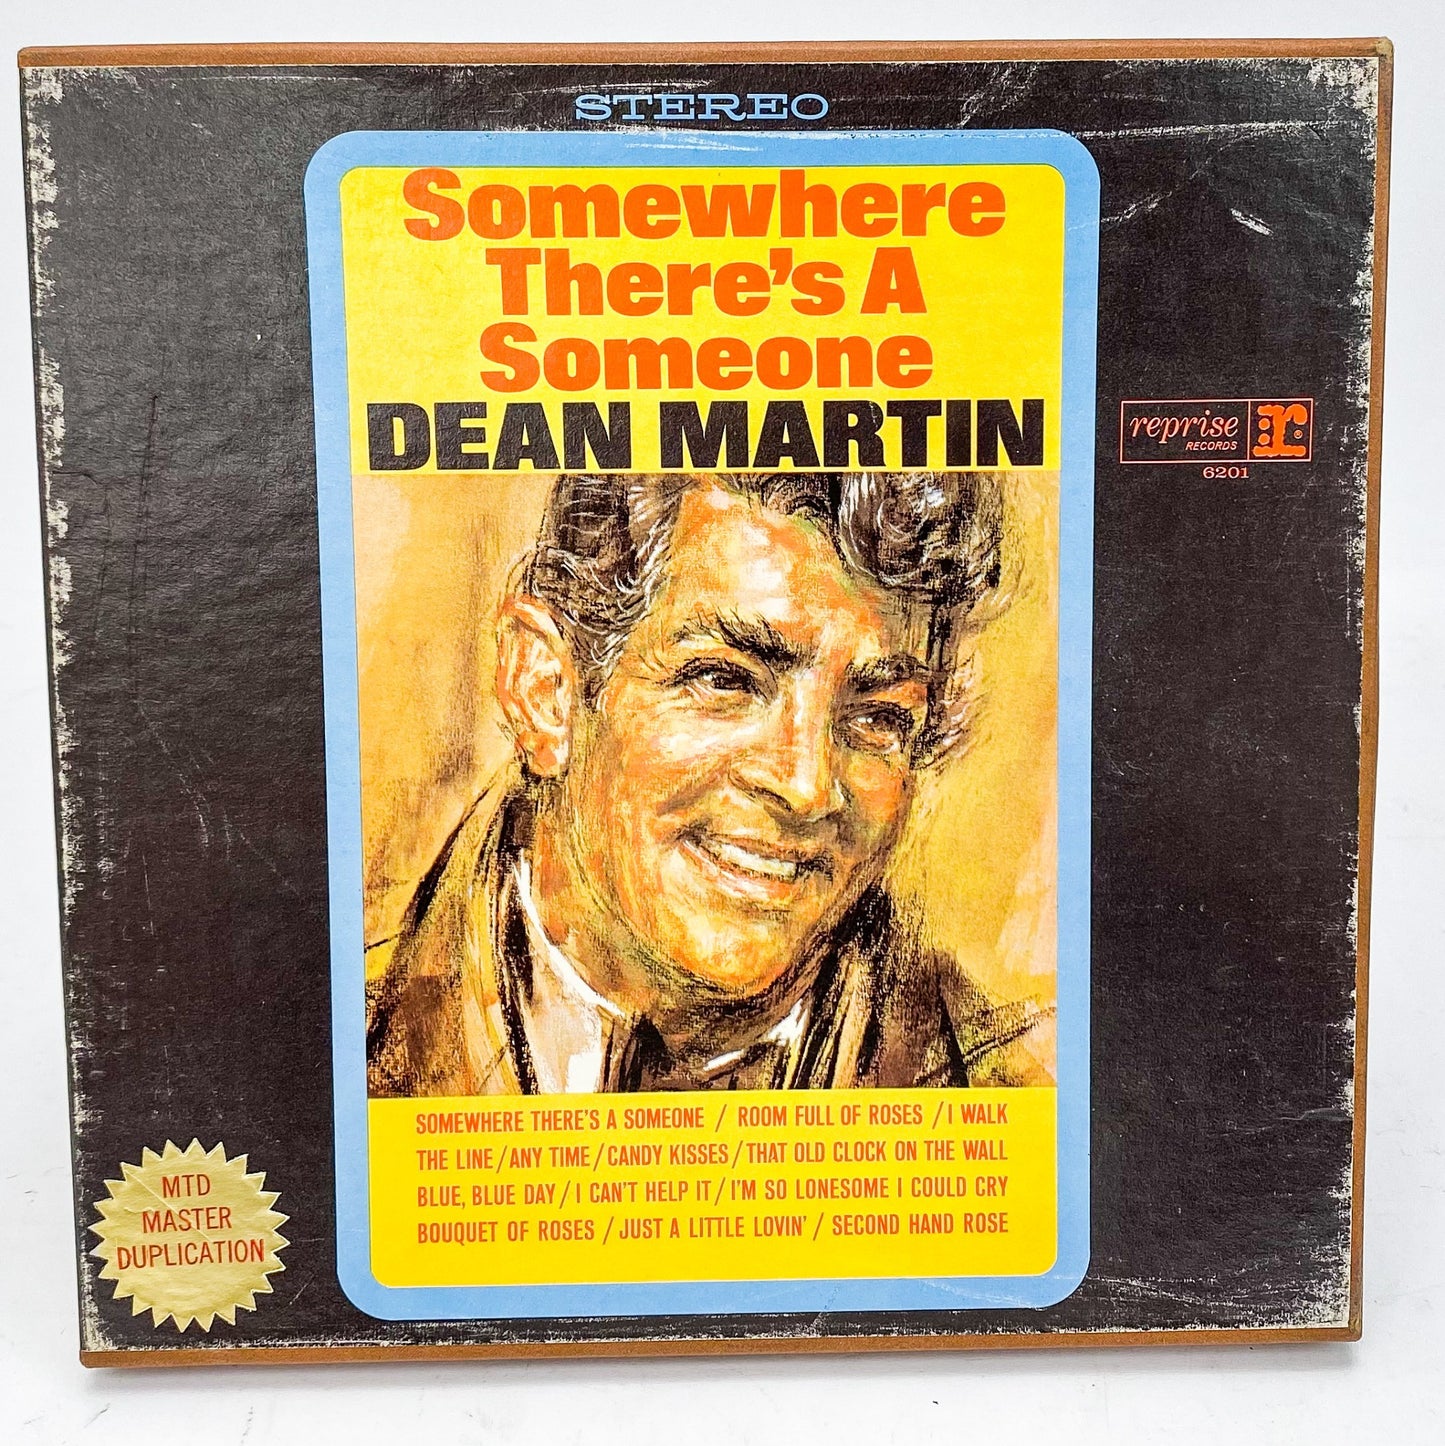 STEREO
Somewhere
There's A
Someone
DEAN MARTIN
reprise
RECORDS
r:
6201
SOMEWHERE THERE'S A SOMEONE / ROOM FULL OF ROSES / I WALK
THE LINE / ANY TIME / CANDY KISSES / THAT OLD CLOCK ON THE WALL
BLUE, BLUE DAY / I CAN'T HELP IT / I'M SO LONESOME I COULD CRY
BOUQUET OF ROSES / JUST A LITTLE LOVIN' / SECOND HAND ROSE
MTD
MASTER
DUPLICATION